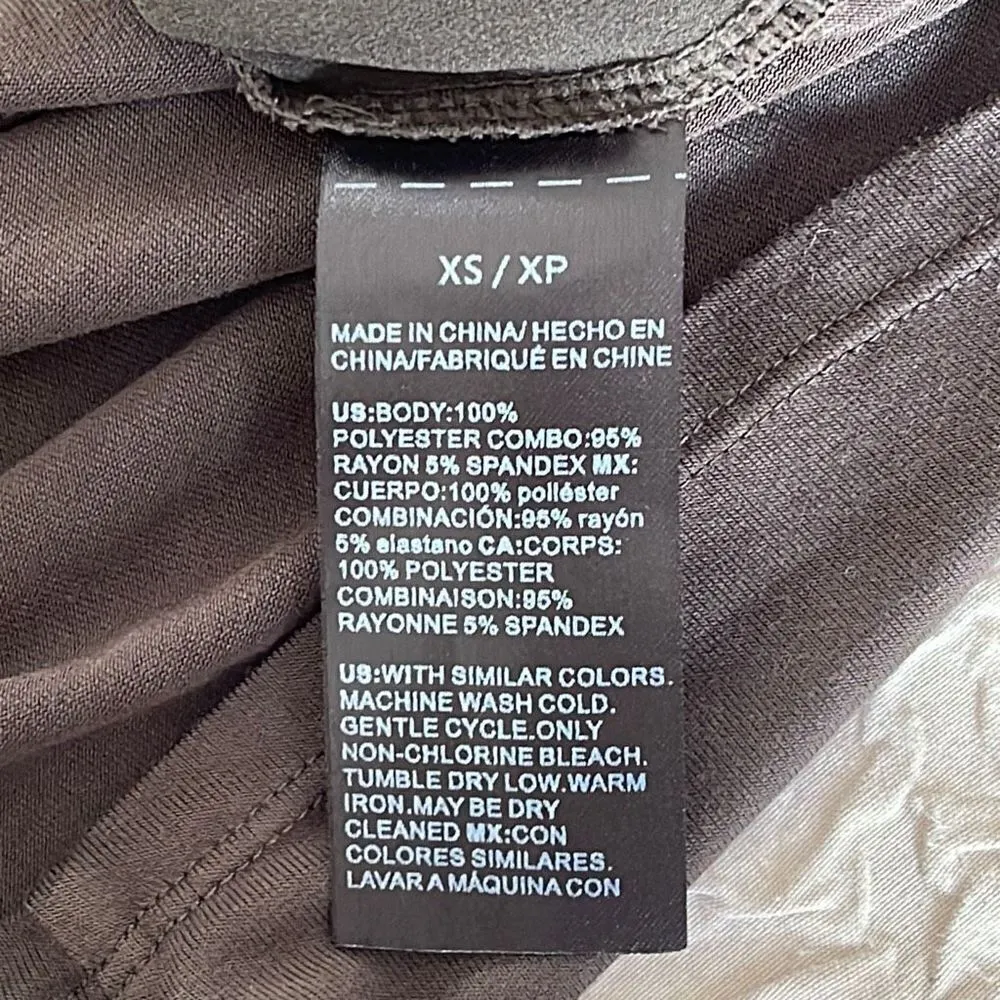 XS / XP
MADE IN CHINA/ HECHO EN
CHINA/FABRIQUÉ EN CHINE
US:BODY:100%
POLYESTER COMBO:95%
RAYON 5% SPANDEX MX:
CUERPO:100% poliéster
COMBINACIÓN:95% rayón
5% elastano CA:CORPS:
100% POLYESTER
COMBINAISON:95%
RAYONNE 5% SPANDEX
US:WITH SIMILAR COLORS.
MACHINE WASH COLD.
GENTLE CYCLE.ONLY
NON-CHLORINE BLEACH.
TUMBLE DRY LOW.WARM
IRON.MAY BE DRY
CLEANED MX:CON
COLORES SIMILARES.
LAVAR A MÁQUINA CON